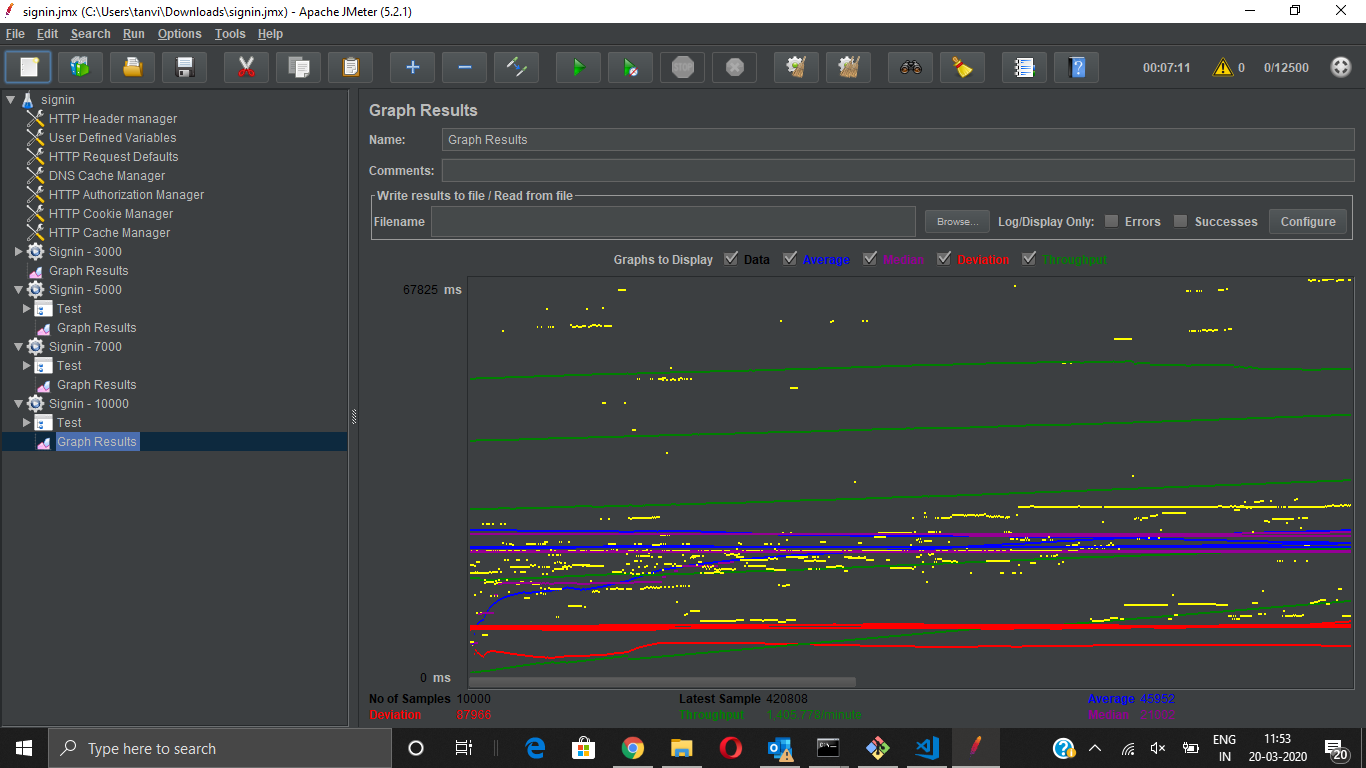 signin.jmx (C:\Users\tanvi\Downloads\signin.jmx) - Apache JMeter (5.2.1)
File Edit Search Run Options Tools Help
STOP 00:07:11 0 0/12500
signin
HTTP Header manager
User Defined Variables
HTTP Request Defaults
DNS Cache Manager
HTTP Authorization Manager
HTTP Cookie Manager
HTTP Cache Manager
Signin - 3000
Graph Results
Signin - 5000
Test
Graph Results
Signin - 7000
Test
Graph Results
Signin - 10000
Test
Graph Results
Graph Results
Name: Graph Results
Comments:
Write results to file / Read from file
Filename Browse... Log/Display Only: Errors Successes Configure
Graphs to Display Data Average Median Deviation Throughput
67825 ms
0 ms
No of Samples 10000 Latest Sample 420808 Average 45952
Deviation 87966 Throughput 1,405.778/minute Median
Type here to search
ENG 11:53
IN 20-03-2020 20